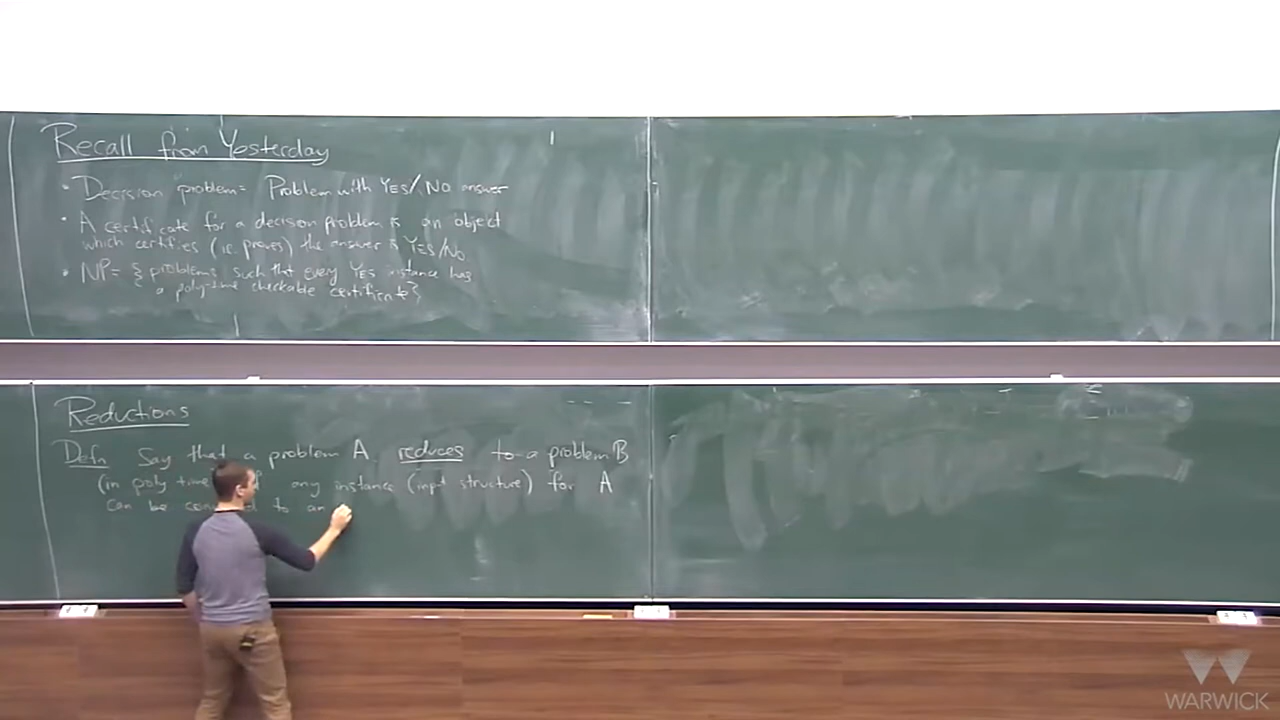 Recall from Yesterday
• Decision problem = Problem with YES/NO answer
• A certificate for a decision problem is an object
which certifies (ie. proves) the answer is YES/NO
• NP = { problems such that every YES instance has
a poly-time checkable certificate }
Reductions
Defn Say that a problem A reduces to a problem B
(in poly time any instance (input structure) for A
can be to an
WARWICK